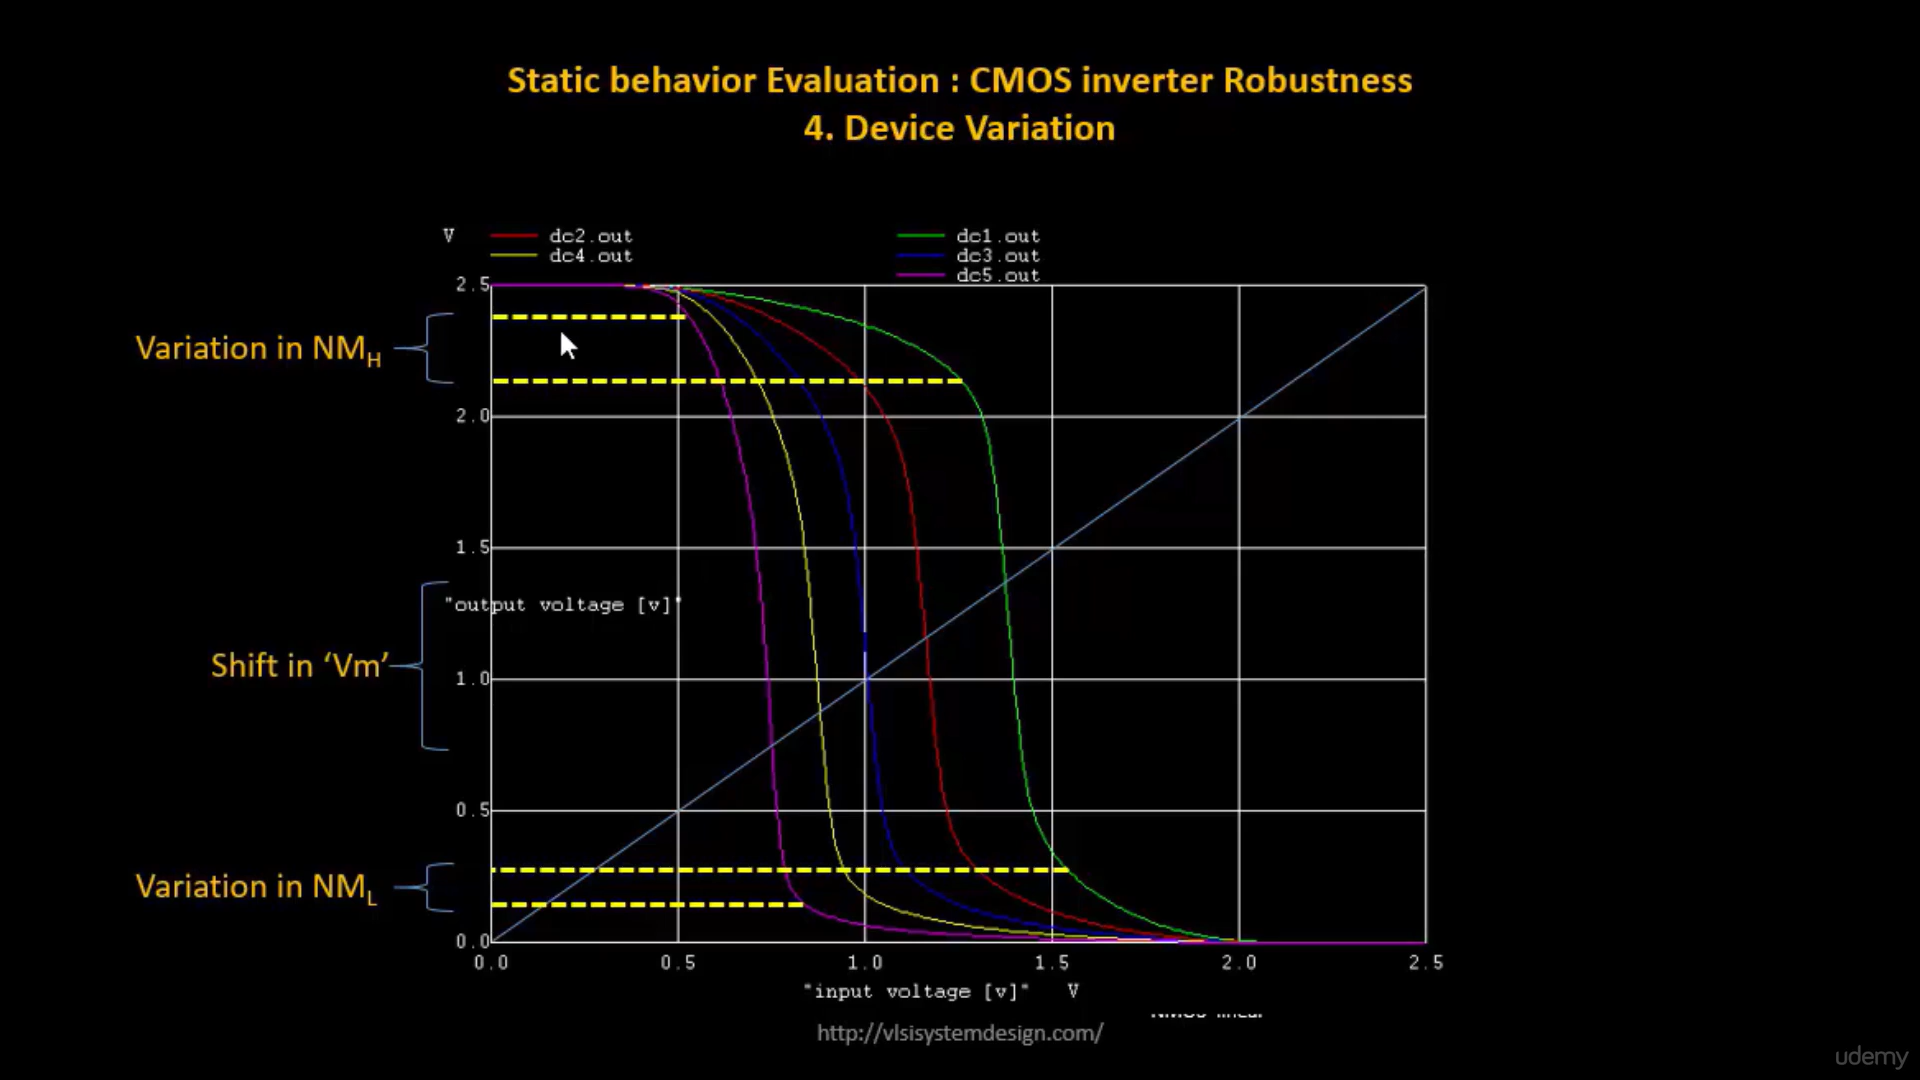 Static behavior Evaluation : CMOS inverter Robustness
4. Device Variation
V
dc2.out
dc1.out
dc4.out
dc3.out
dc5.out
2.5
Variation in NMH
2.0
1.5
"output voltage [v]"
Shift in ‘Vm’
1.0
0.5
Variation in NML
0.0
0.0 0.5 1.0 1.5 2.0 2.5
"input voltage [v]" V
http://vlsisystemdesign.com/
udemy